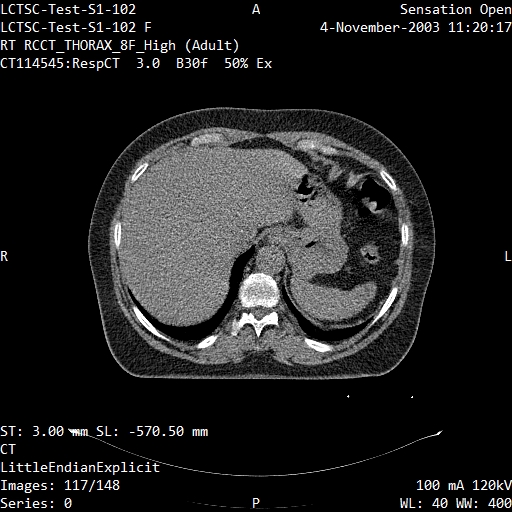 LCTSC-Test-S1-102
A
Sensation Open
LCTSC-Test-S1-102 F
4-November-2003 11:20:17
RT RCCT_THORAX_8F_High (Adult)
CT114545:RespCT 3.0 B30f 50% Ex
R
L
ST: 3.00 mm SL: -570.50 mm
CT
LittleEndianExplicit
Images: 117/148
100 mA 120kV
Series: 0
P
WL: 40 WW: 400